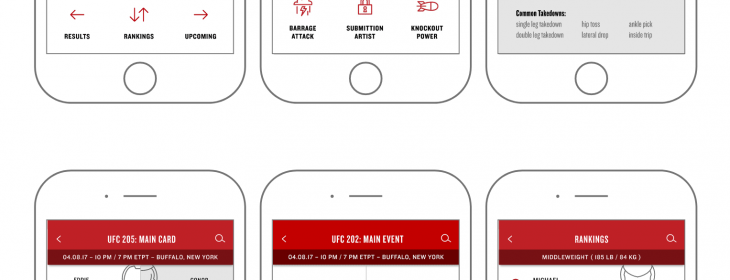 RESULTS
RANKINGS
UPCOMING
BARRAGE
ATTACK
SUBMITTION
ARTIST
KNOCKOUT
POWER
Common Takedowns:
single leg takedown hip toss ankle pick
double leg takedown lateral drop inside trip
UFC 205: MAIN CARD
04.08.17 – 10 PM / 7 PM ETPT – BUFFALO, NEW YORK
EDDIE
CONOR
UFC 202: MAIN EVENT
04.08.17 – 10 PM / 7 PM ETPT – BUFFALO, NEW YORK
RANKINGS
MIDDLEWEIGHT ( 185 LB / 84 KG )
MICHAEL